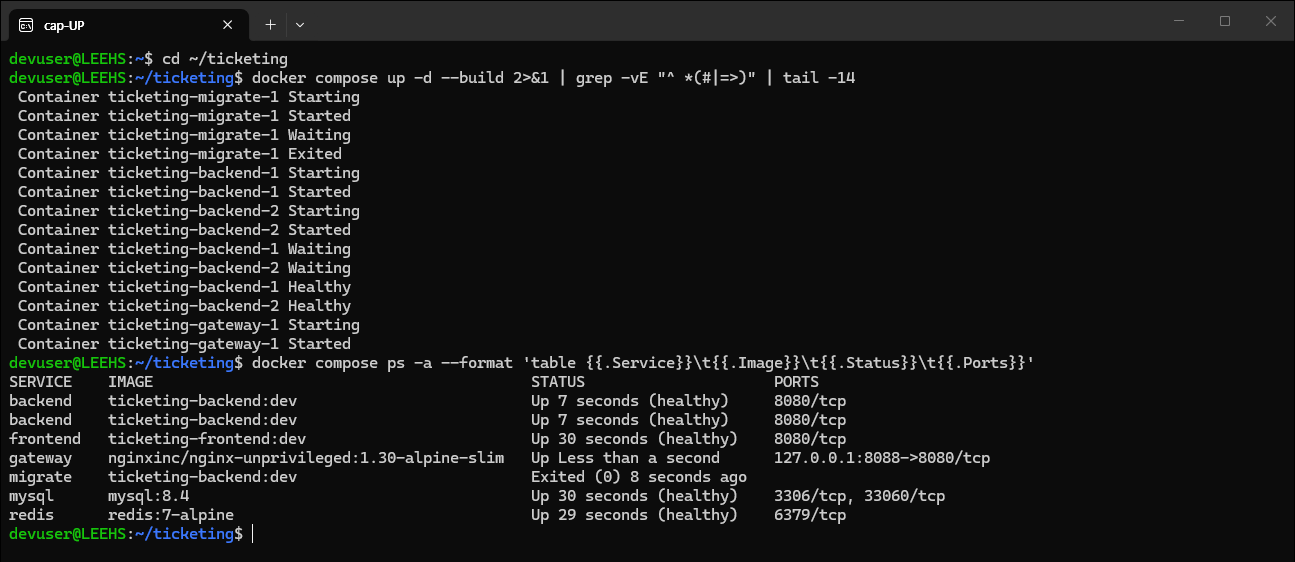 cap-UP
devuser@LEEHS:~$ cd ~/ticketing
devuser@LEEHS:~/ticketing$ docker compose up -d --build 2>&1 | grep -vE "^ *(#|=>)" | tail -14
 Container ticketing-migrate-1 Starting
 Container ticketing-migrate-1 Started
 Container ticketing-migrate-1 Waiting
 Container ticketing-migrate-1 Exited
 Container ticketing-backend-1 Starting
 Container ticketing-backend-1 Started
 Container ticketing-backend-2 Starting
 Container ticketing-backend-2 Started
 Container ticketing-backend-1 Waiting
 Container ticketing-backend-2 Waiting
 Container ticketing-backend-1 Healthy
 Container ticketing-backend-2 Healthy
 Container ticketing-gateway-1 Starting
 Container ticketing-gateway-1 Started
devuser@LEEHS:~/ticketing$ docker compose ps -a --format 'table {{.Service}}\t{{.Image}}\t{{.Status}}\t{{.Ports}}'
SERVICE    IMAGE                                          STATUS                     PORTS
backend    ticketing-backend:dev                          Up 7 seconds (healthy)     8080/tcp
backend    ticketing-backend:dev                          Up 7 seconds (healthy)     8080/tcp
frontend   ticketing-frontend:dev                         Up 30 seconds (healthy)    8080/tcp
gateway    nginxinc/nginx-unprivileged:1.30-alpine-slim   Up Less than a second      127.0.0.1:8088->8080/tcp
migrate    ticketing-backend:dev                          Exited (0) 8 seconds ago
mysql      mysql:8.4                                      Up 30 seconds (healthy)    3306/tcp, 33060/tcp
redis      redis:7-alpine                                 Up 29 seconds (healthy)    6379/tcp
devuser@LEEHS:~/ticketing$